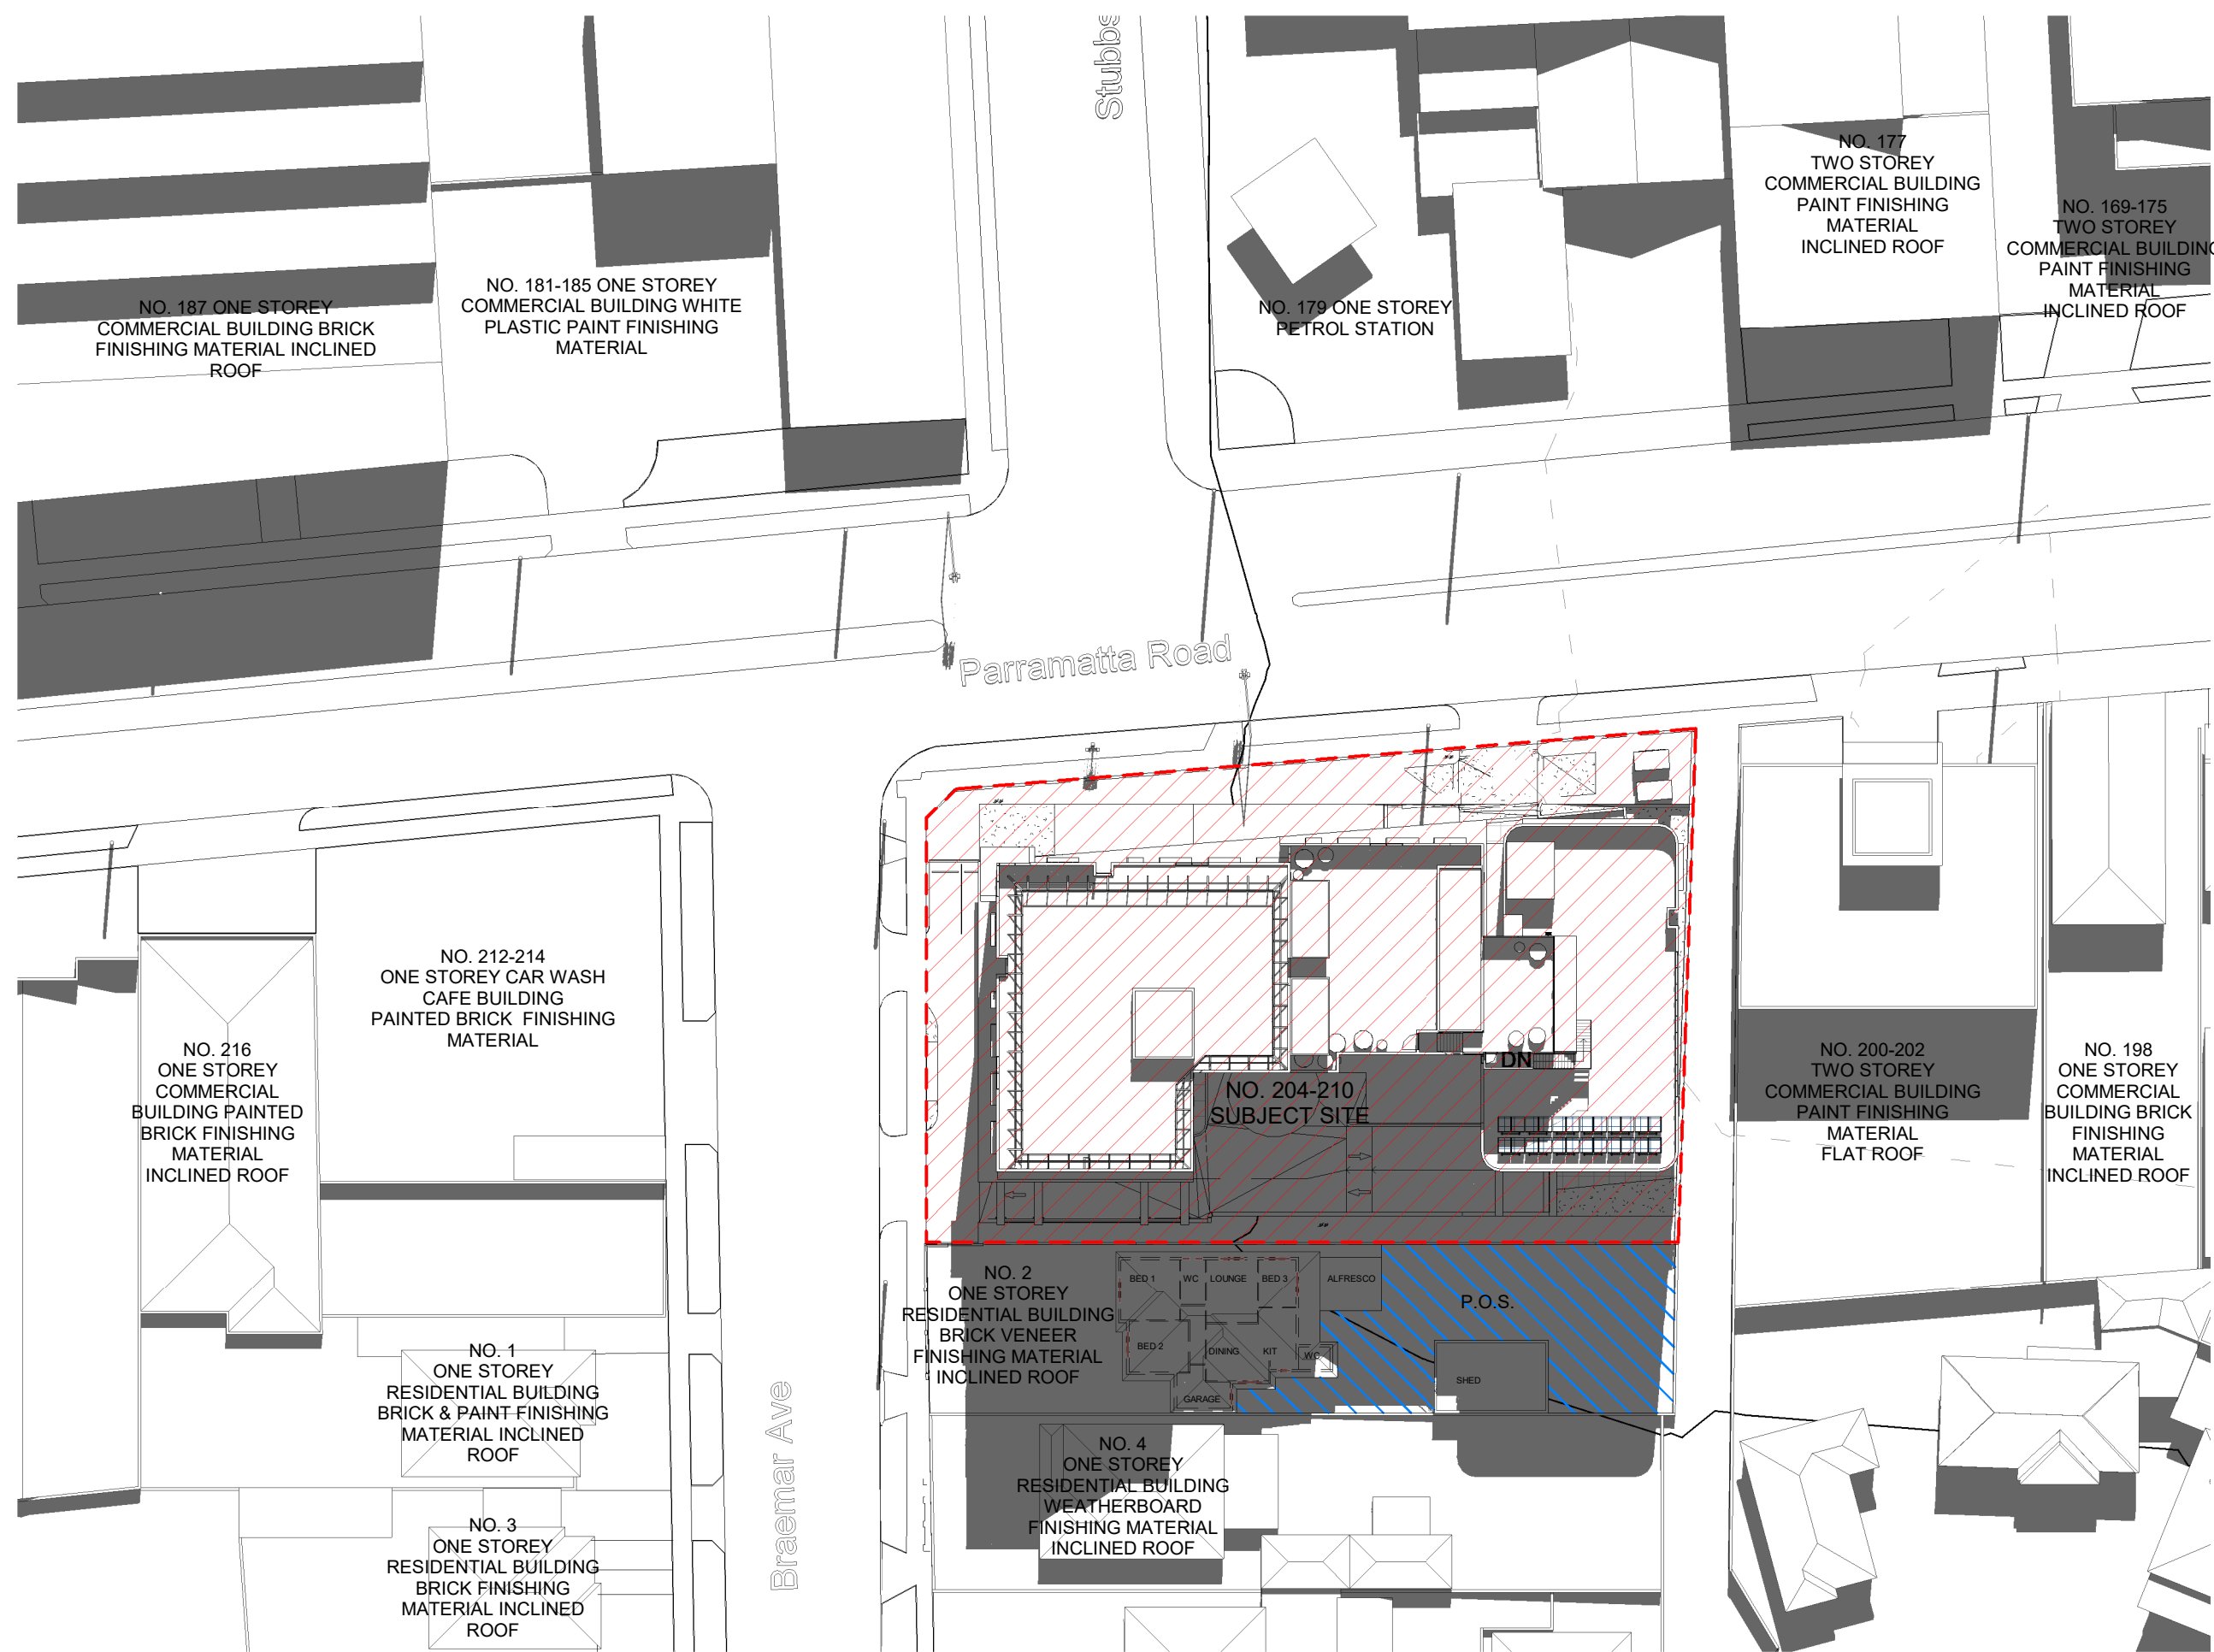 Stubbs
NO. 177
TWO STOREY
COMMERCIAL BUILDING
PAINT FINISHING
MATERIAL
INCLINED ROOF
NO. 169-175
TWO STOREY
COMMERCIAL BUILDING
PAINT FINISHING
MATERIAL
INCLINED ROOF
NO. 187 ONE STOREY
COMMERCIAL BUILDING BRICK
FINISHING MATERIAL INCLINED
ROOF
NO. 181-185 ONE STOREY
COMMERCIAL BUILDING WHITE
PLASTIC PAINT FINISHING
MATERIAL
NO. 179 ONE STOREY
PETROL STATION
Parramatta Road
NO. 212-214
ONE STOREY CAR WASH
CAFE BUILDING
PAINTED BRICK FINISHING
MATERIAL
NO. 216
ONE STOREY
COMMERCIAL
BUILDING PAINTED
BRICK FINISHING
MATERIAL
INCLINED ROOF
DN
NO. 204-210
SUBJECT SITE
NO. 200-202
TWO STOREY
COMMERCIAL BUILDING
PAINT FINISHING
MATERIAL
FLAT ROOF
NO. 198
ONE STOREY
COMMERCIAL
BUILDING BRICK
FINISHING
MATERIAL
INCLINED ROOF
NO. 2
ONE STOREY
RESIDENTIAL BUILDING
BRICK VENEER
FINISHING MATERIAL
INCLINED ROOF
BED 1
WC
LOUNGE
BED 3
ALFRESCO
P.O.S.
BED 2
DINING
KIT
WC
GARAGE
SHED
NO. 1
ONE STOREY
RESIDENTIAL BUILDING
BRICK & PAINT FINISHING
MATERIAL INCLINED
ROOF
NO. 4
ONE STOREY
RESIDENTIAL BUILDING
WEATHERBOARD
FINISHING MATERIAL
INCLINED ROOF
Braemar Ave
NO. 3
ONE STOREY
RESIDENTIAL BUILDING
BRICK FINISHING
MATERIAL INCLINED
ROOF